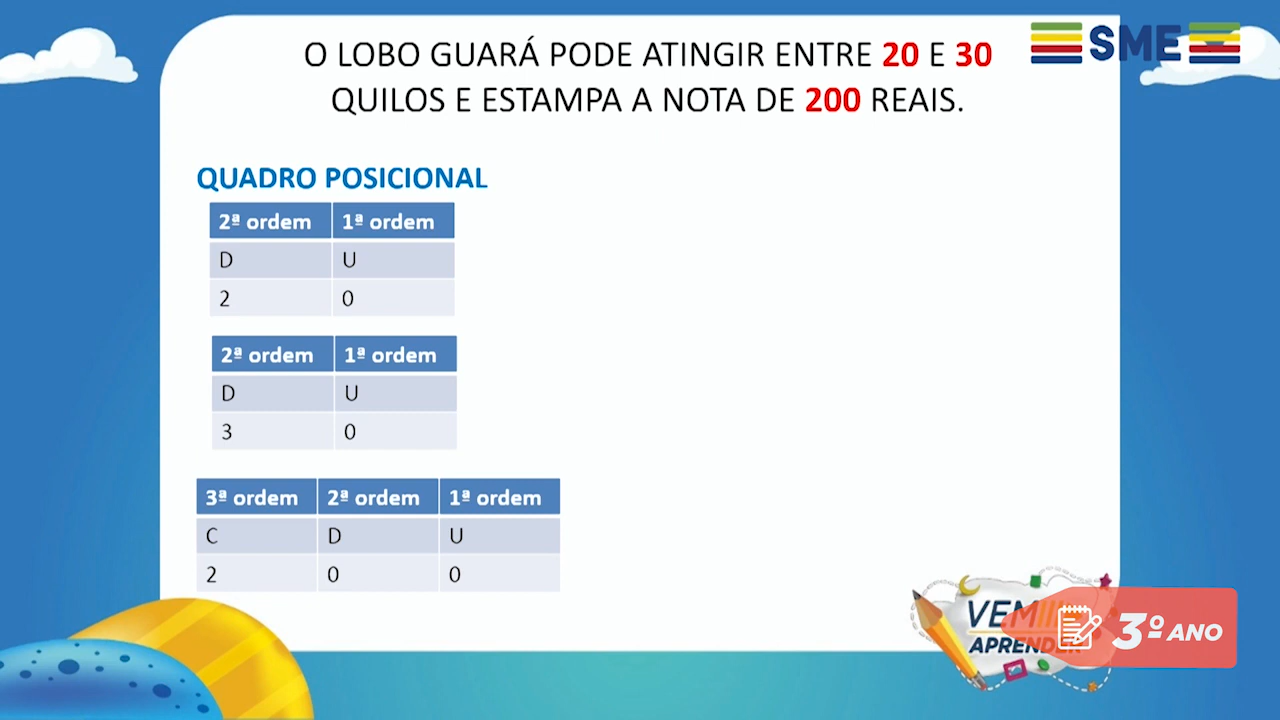 O LOBO GUARÁ PODE ATINGIR ENTRE 20 E 30
QUILOS E ESTAMPA A NOTA DE 200 REAIS.
SME
QUADRO POSICIONAL
2ª ordem 1ª ordem
D U
2 0
2ª ordem 1ª ordem
D U
3 0
3ª ordem 2ª ordem 1ª ordem
C D U
2 0 0
VEM
APRENDER
3º ANO